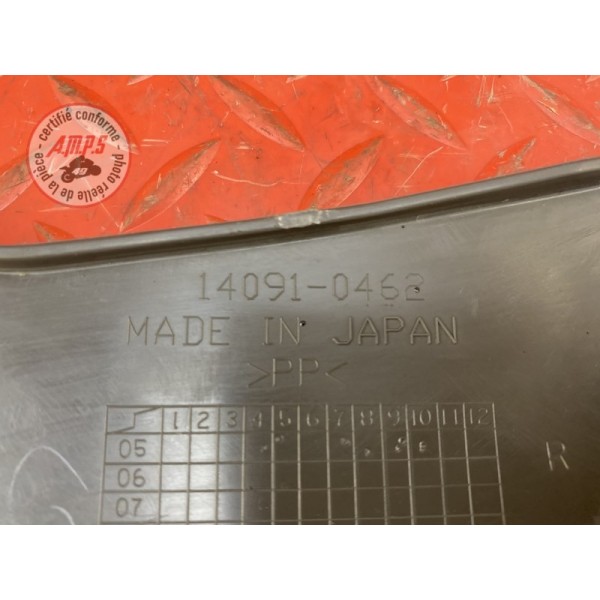 - certifié conforme -
photo réelle de la pièce
A.M.P.S
14091-0462
MADE IN JAPAN
>PP<
1 2 3 4 5 6 7 8 9 10 11 12
05
06
07
R